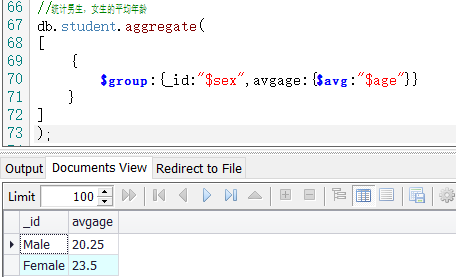 66 //统计男生，女生的平均年龄
67 db.student.aggregate(
68 [
69 {
70 $group:{_id:"$sex",avgage:{$avg:"$age"}}
71 }
72 ]
73 );
Output Documents View Redirect to File
Limit 100
_id avgage
Male 20.25
Female 23.5